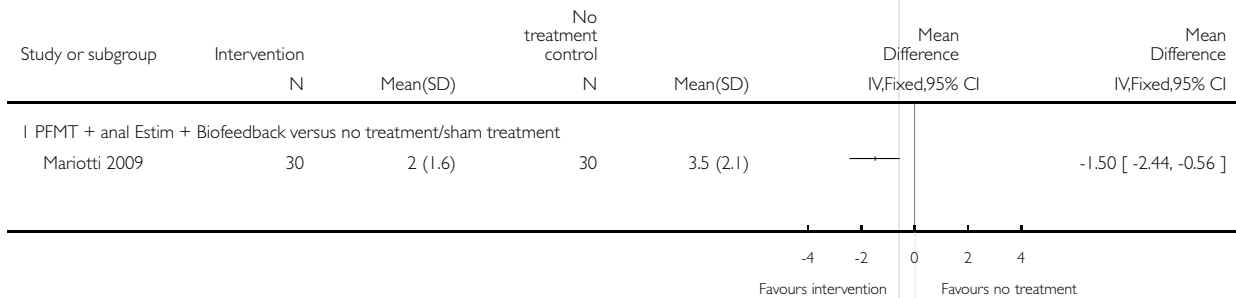 Study or subgroup Intervention No treatment control Mean Difference Mean Difference
N Mean(SD) N Mean(SD) IV,Fixed,95% CI IV,Fixed,95% CI
1 PFMT + anal Estim + Biofeedback versus no treatment/sham treatment
Mariotti 2009 30 2 (1.6) 30 3.5 (2.1) -1.50 [ -2.44, -0.56 ]
-4 -2 0 2 4
Favours intervention Favours no treatment